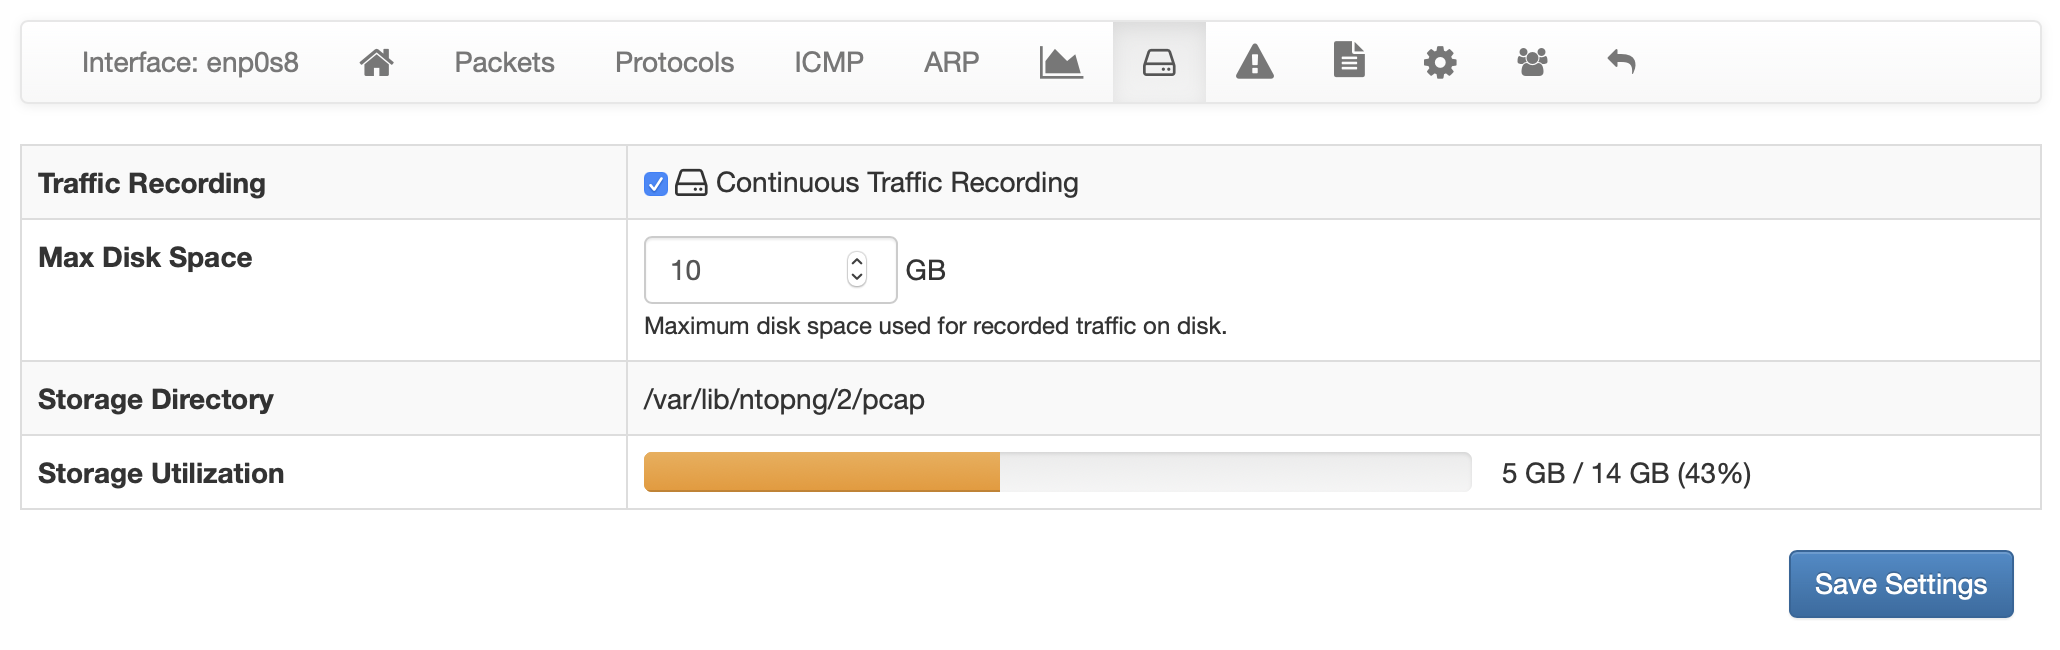 Interface: enp0s8 Packets Protocols ICMP ARP
Traffic Recording Continuous Traffic Recording
Max Disk Space 10 GB
Maximum disk space used for recorded traffic on disk.
Storage Directory /var/lib/ntopng/2/pcap
Storage Utilization 5 GB / 14 GB (43%)
Save Settings